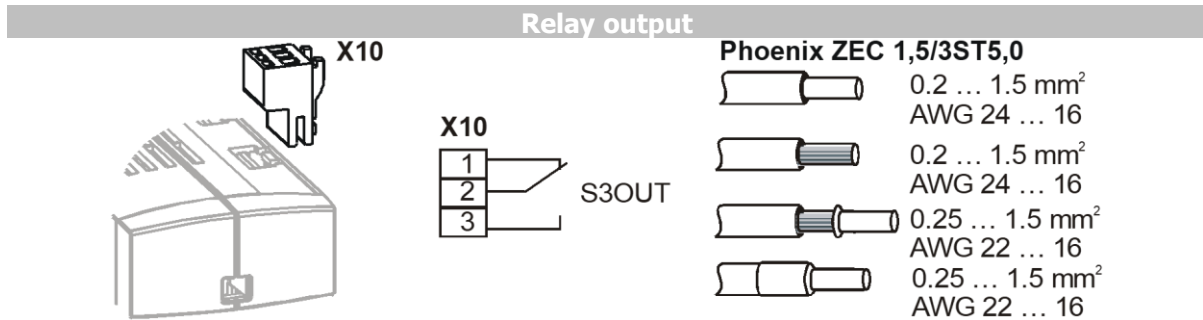 Relay output
X10
X10
1
2
3
S3OUT
Phoenix ZEC 1,5/3ST5,0
0.2 … 1.5 mm²
AWG 24 … 16
0.2 … 1.5 mm²
AWG 24 … 16
0.25 … 1.5 mm²
AWG 22 … 16
0.25 … 1.5 mm²
AWG 22 … 16